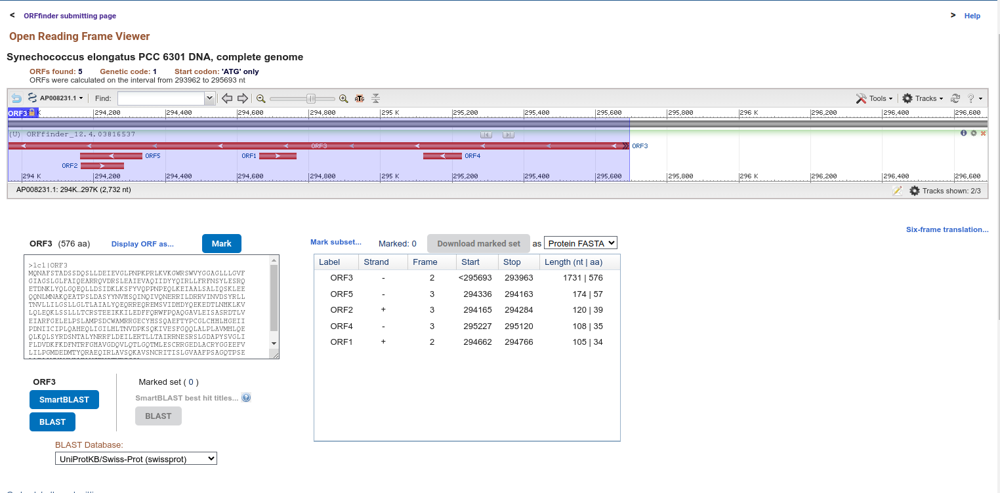 < ORFfinder submitting page > Help
Open Reading Frame Viewer
Synechococcus elongatus PCC 6301 DNA, complete genome
ORFs found: 5 Genetic code: 1 Start codon: 'ATG' only
ORFs were calculated on the interval from 293962 to 295693 nt
AP008231.1 Find: ATG Tools Tracks ?
ORF3 K 294,200 294,400 294,600 294,800 295 K 295,200 295,400 295,600 295,800 296 K 296,200 296,400 296,600
(U) ORFfinder_12.4.03816537
ORF3 ORF3
ORF5 ORF1 ORF4
ORF2
294 K 294,200 294,400 294,600 294,800 295 K 295,200 295,400 295,600 295,800 296 K 296,200 296,400 296,600
AP008231.1: 294K..297K (2,732 nt) Tracks shown: 2/3
Six-frame translation...
ORF3 (576 aa) Display ORF as... Mark
Mark subset... Marked: 0 Download marked set as Protein FASTA
>lcl|ORF3
MQNAFSTADSSDQSLLDEIEVGLPNPKPRLKVKGWRSWVYGGAGLLLGVF
GIAGSLGLFAIQEARRQVDRSLEAIEVAQIIDYYQIRLLFRFNSYLESRQ
ETDNKLYQLGQEQLLDSIDKLKSFYVQPPNPEQLKEIAALSALIQSKLEE
QQNLMNAKQEATPSLDASYYNVHSQINQIVQNERRILDRRVINVDSYRLL
TNVLLILGSLLGLTLAIALYQEQRREQREMSVIDHDYQEKEDTLNHKLKV
LQLEQKLSSLLLTCRSTEEIKKILEDFFQRWFPQAQGAVLEISASRDTLV
EIARFGELELPSLAMPSDCWAMRRGECYHSSQAEFTYPCGLCHHLHGEII
PDNIICIPLQAHEQLIGILHLTNVDPKSQKIVESFGQQLALPLAVMHLQE
QLKQLSYRDSNTALYNRRFLDEILERTLLTAIRRNESRSLGDAPYSVGLI
FLDVDKFKDFNTRFGHAVGDQVLQTLGQTMLESCRRGEDLACRYGGEEFV
LILPGMDEDMTYQRAEQIRLAVSQKAVSNCRITISLGVAAFPSAGQTPSE
Label Strand Frame Start Stop Length (nt | aa)
ORF3 - 2 <295693 293963 1731 | 576
ORF5 - 3 294336 294163 174 | 57
ORF2 + 3 294165 294284 120 | 39
ORF4 - 3 295227 295120 108 | 35
ORF1 + 2 294662 294766 105 | 34
ORF3 Marked set ( 0 )
SmartBLAST SmartBLAST best hit titles... ?
BLAST BLAST
BLAST Database:
UniProtKB/Swiss-Prot (swissprot)